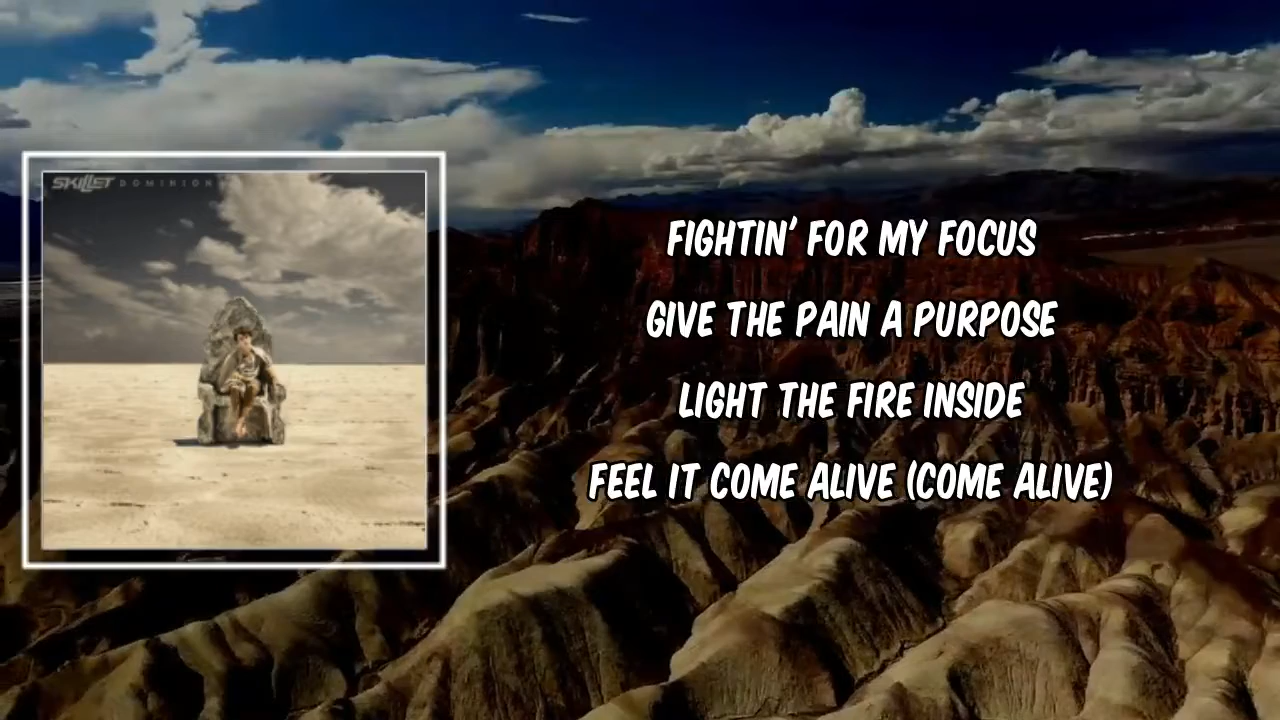 SKILLET DOMINION
FIGHTIN' FOR MY FOCUS
GIVE THE PAIN A PURPOSE
LIGHT THE FIRE INSIDE
FEEL IT COME ALIVE (COME ALIVE)